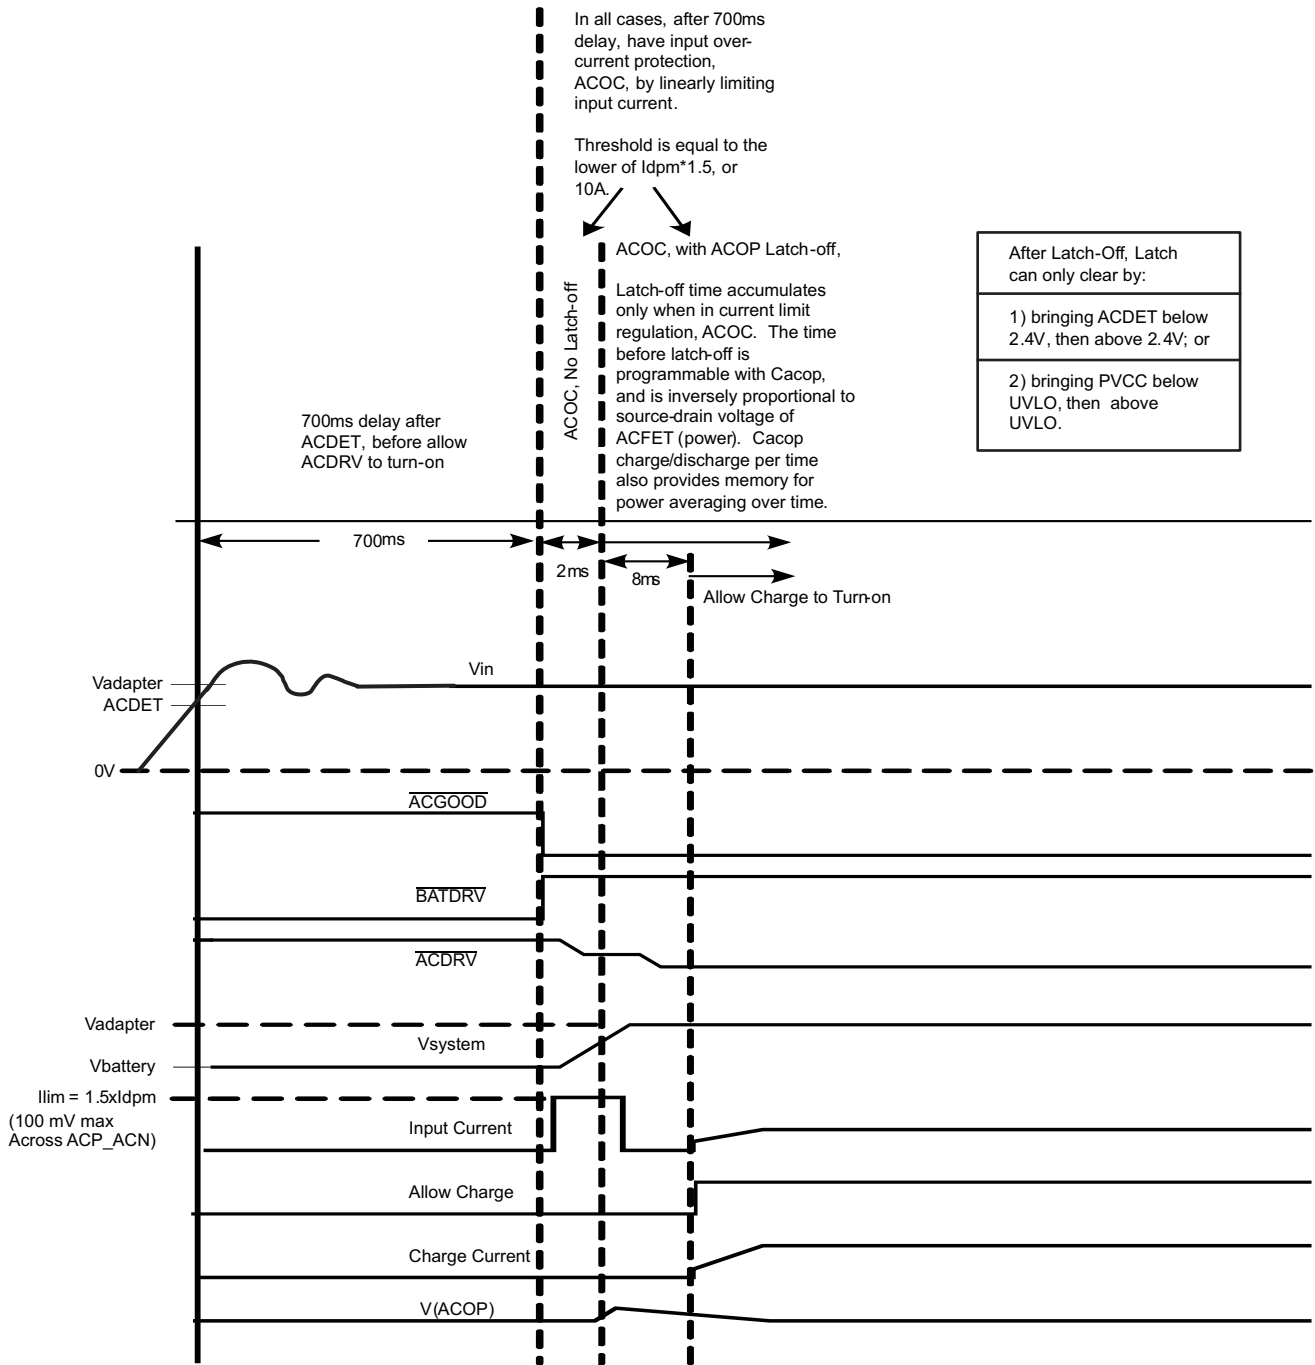 In all cases, after 700ms
delay, have input over-
current protection,
ACOC, by linearly limiting
input current.
Threshold is equal to the
lower of Idpm*1.5, or
10A.
ACOC, No Latch-off
ACOC, with ACOP Latch-off,
Latch-off time accumulates
only when in current limit
regulation, ACOC. The time
before latch-off is
programmable with Cacop,
and is inversely proportional to
source-drain voltage of
ACFET (power). Cacop
charge/discharge per time
also provides memory for
power averaging over time.
After Latch-Off, Latch
can only clear by:
1) bringing ACDET below
2.4V, then above 2.4V; or
2) bringing PVCC below
UVLO, then above
UVLO.
700ms delay after
ACDET, before allow
ACDRV to turn-on
700ms
2ms
8ms
Allow Charge to Turn-on
Vin
Vadapter
ACDET
0V
ACGOOD
BATDRV
ACDRV
Vadapter
Vsystem
Vbattery
Ilim = 1.5xIdpm
(100 mV max
Across ACP_ACN)
Input Current
Allow Charge
Charge Current
V(ACOP)